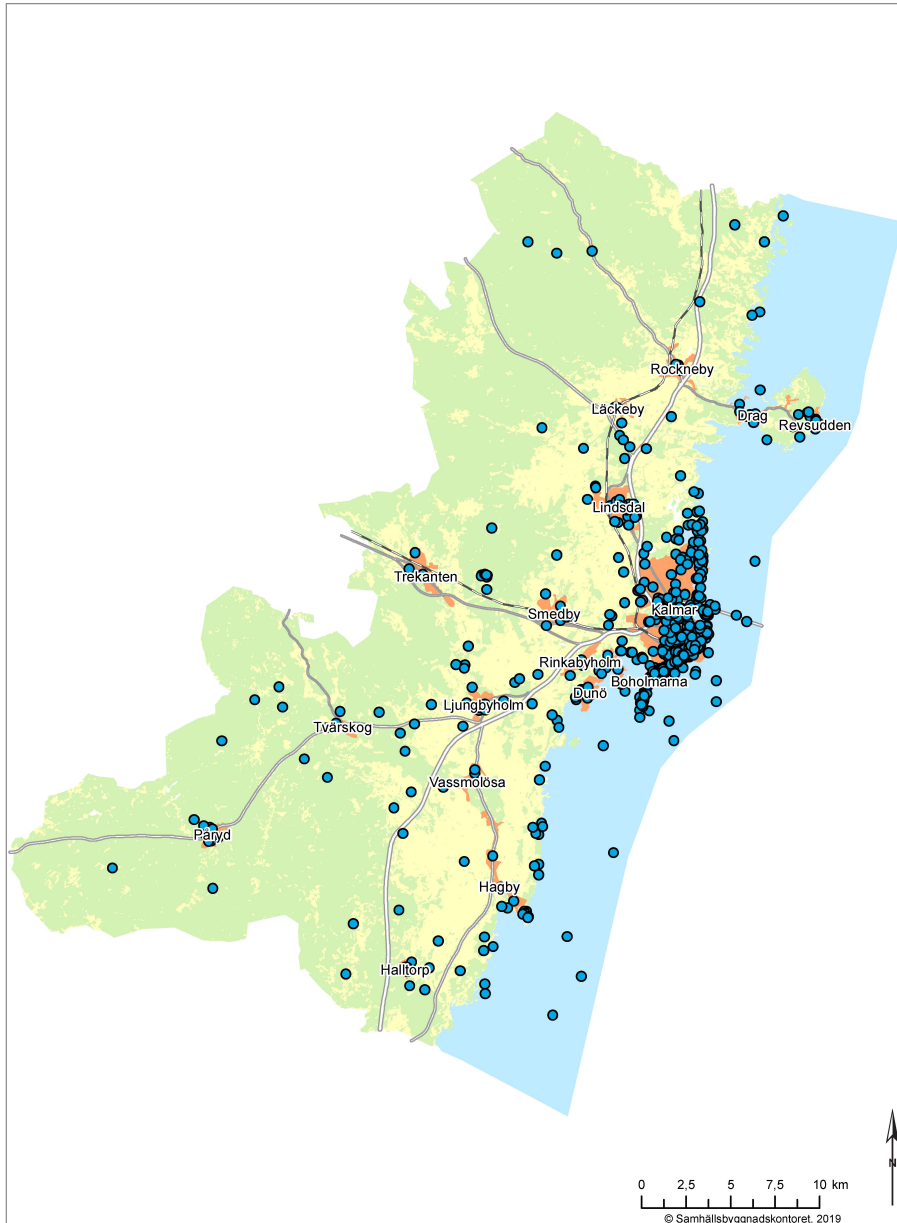 Rockneby
Läckeby
Drag
Revsudden
Lindsdal
Trekanten
Smedby
Kalmar
Rinkabyholm
Boholmarna
Dunö
Ljungbyholm
Tvärskog
Vassmolösa
Påryd
Hagby
Halltorp
N
0 2,5 5 7,5 10 km
© Samhällsbyggnadskontoret, 2019